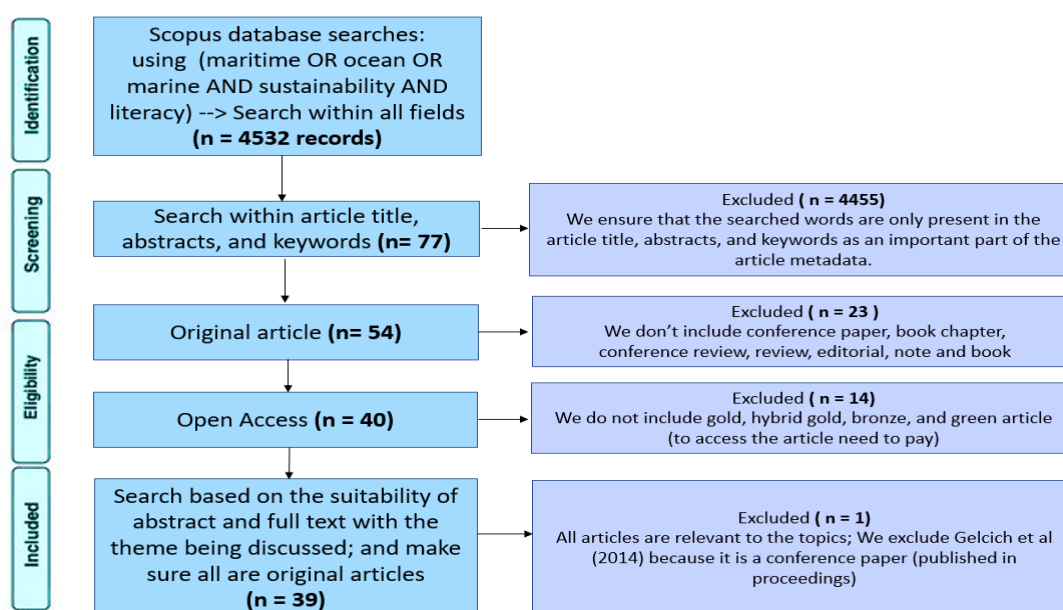 Identification
Scopus database searches:
using  (maritime OR ocean OR
marine AND sustainability AND
literacy) --> Search within all fields
(n = 4532 records)
Screening
Search within article title,
abstracts, and keywords (n= 77)
Excluded ( n = 4455)
We ensure that the searched words are only present in the
article title, abstracts, and keywords as an important part of the
article metadata.
Eligibility
Original article (n= 54)
Excluded ( n = 23 )
We don’t include conference paper, book chapter,
conference review, review, editorial, note and book
Open Access (n = 40)
Excluded ( n = 14)
We do not include gold, hybrid gold, bronze, and green article
(to access the article need to pay)
Included
Search based on the suitability of
abstract and full text with the
theme being discussed; and make
sure all are original articles
(n = 39)
Excluded ( n = 1)
All articles are relevant to the topics; We exclude Gelcich et al
(2014) because it is a conference paper (published in
proceedings)